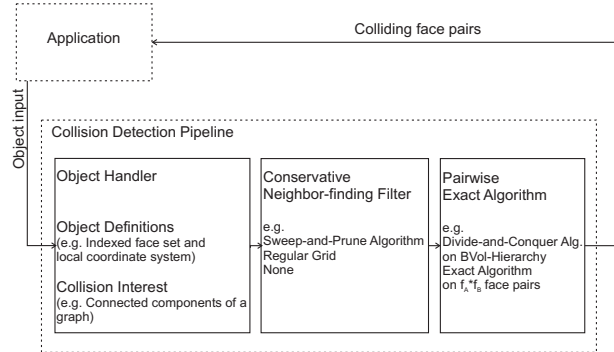 Application
Colliding face pairs
Object input
Collision Detection Pipeline
Object Handler
Object Definitions
(e.g. Indexed face set and
local coordinate system)
Collision Interest
(e.g. Connected components of a
graph)
Conservative
Neighbor-finding Filter
e.g.
Sweep-and-Prune Algorithm
Regular Grid
None
Pairwise
Exact Algorithm
e.g.
Divide-and-Conquer Alg.
on BVol-Hierarchy
Exact Algorithm
on f_A*f_B face pairs